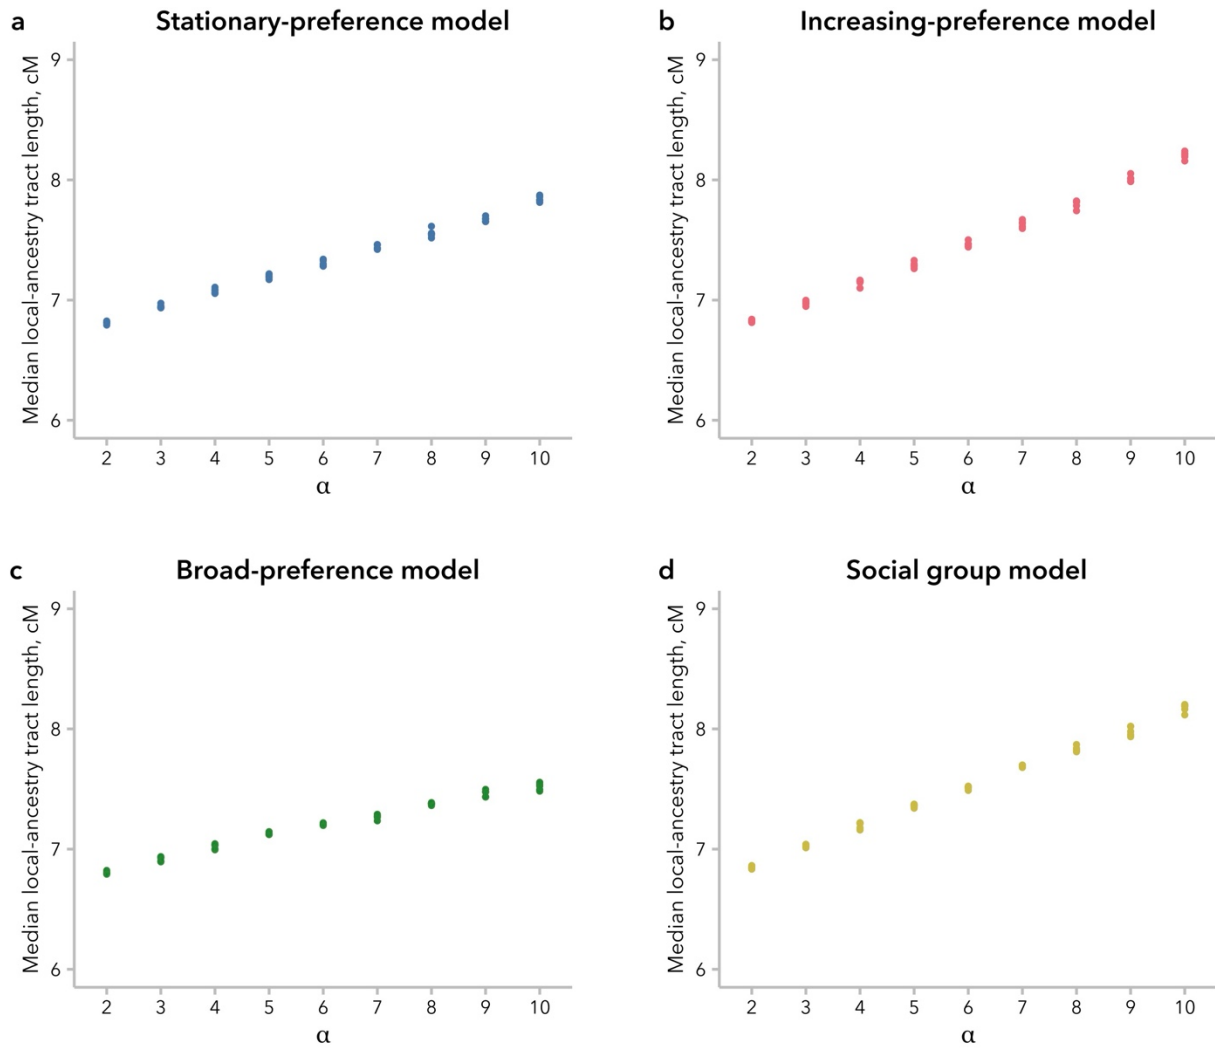 a Stationary-preference model
Median local-ancestry tract length, cM
9
8
7
6
2 3 4 5 6 7 8 9 10
α
b Increasing-preference model
Median local-ancestry tract length, cM
9
8
7
6
2 3 4 5 6 7 8 9 10
α
c Broad-preference model
Median local-ancestry tract length, cM
9
8
7
6
2 3 4 5 6 7 8 9 10
α
d Social group model
Median local-ancestry tract length, cM
9
8
7
6
2 3 4 5 6 7 8 9 10
α